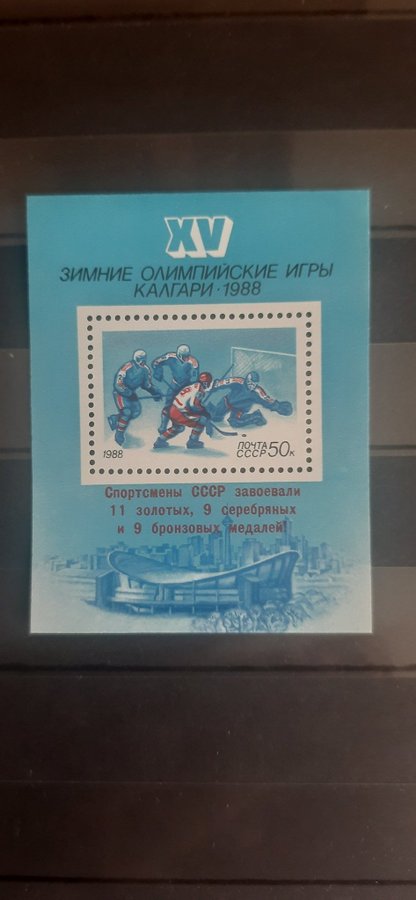 XV
ЗИМНИЕ ОЛИМПИЙСКИЕ ИГРЫ
КАЛГАРИ · 1988
1988
ПОЧТА
СССР 50 к
Спортсмены СССР завоевали
11 золотых, 9 серебряных
и 9 бронзовых медалей!